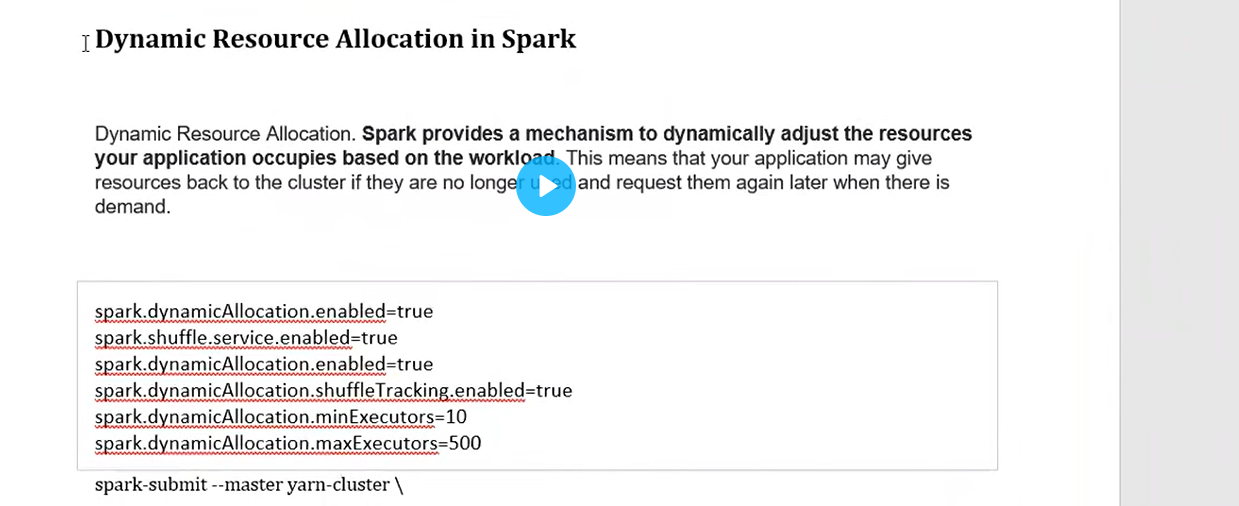 Dynamic Resource Allocation in Spark
Dynamic Resource Allocation. Spark provides a mechanism to dynamically adjust the resources
your application occupies based on the workload. This means that your application may give
resources back to the cluster if they are no longer used and request them again later when there is
demand.
spark.dynamicAllocation.enabled=true
spark.shuffle.service.enabled=true
spark.dynamicAllocation.enabled=true
spark.dynamicAllocation.shuffleTracking.enabled=true
spark.dynamicAllocation.minExecutors=10
spark.dynamicAllocation.maxExecutors=500
spark-submit --master yarn-cluster \